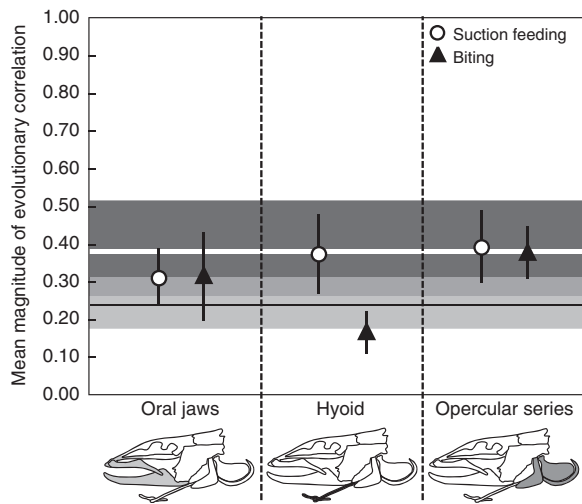 Mean magnitude of evolutionary correlation
1.00
0.90
0.80
0.70
0.60
0.50
0.40
0.30
0.20
0.10
0.00
Suction feeding
Biting
Oral jaws
Hyoid
Opercular series